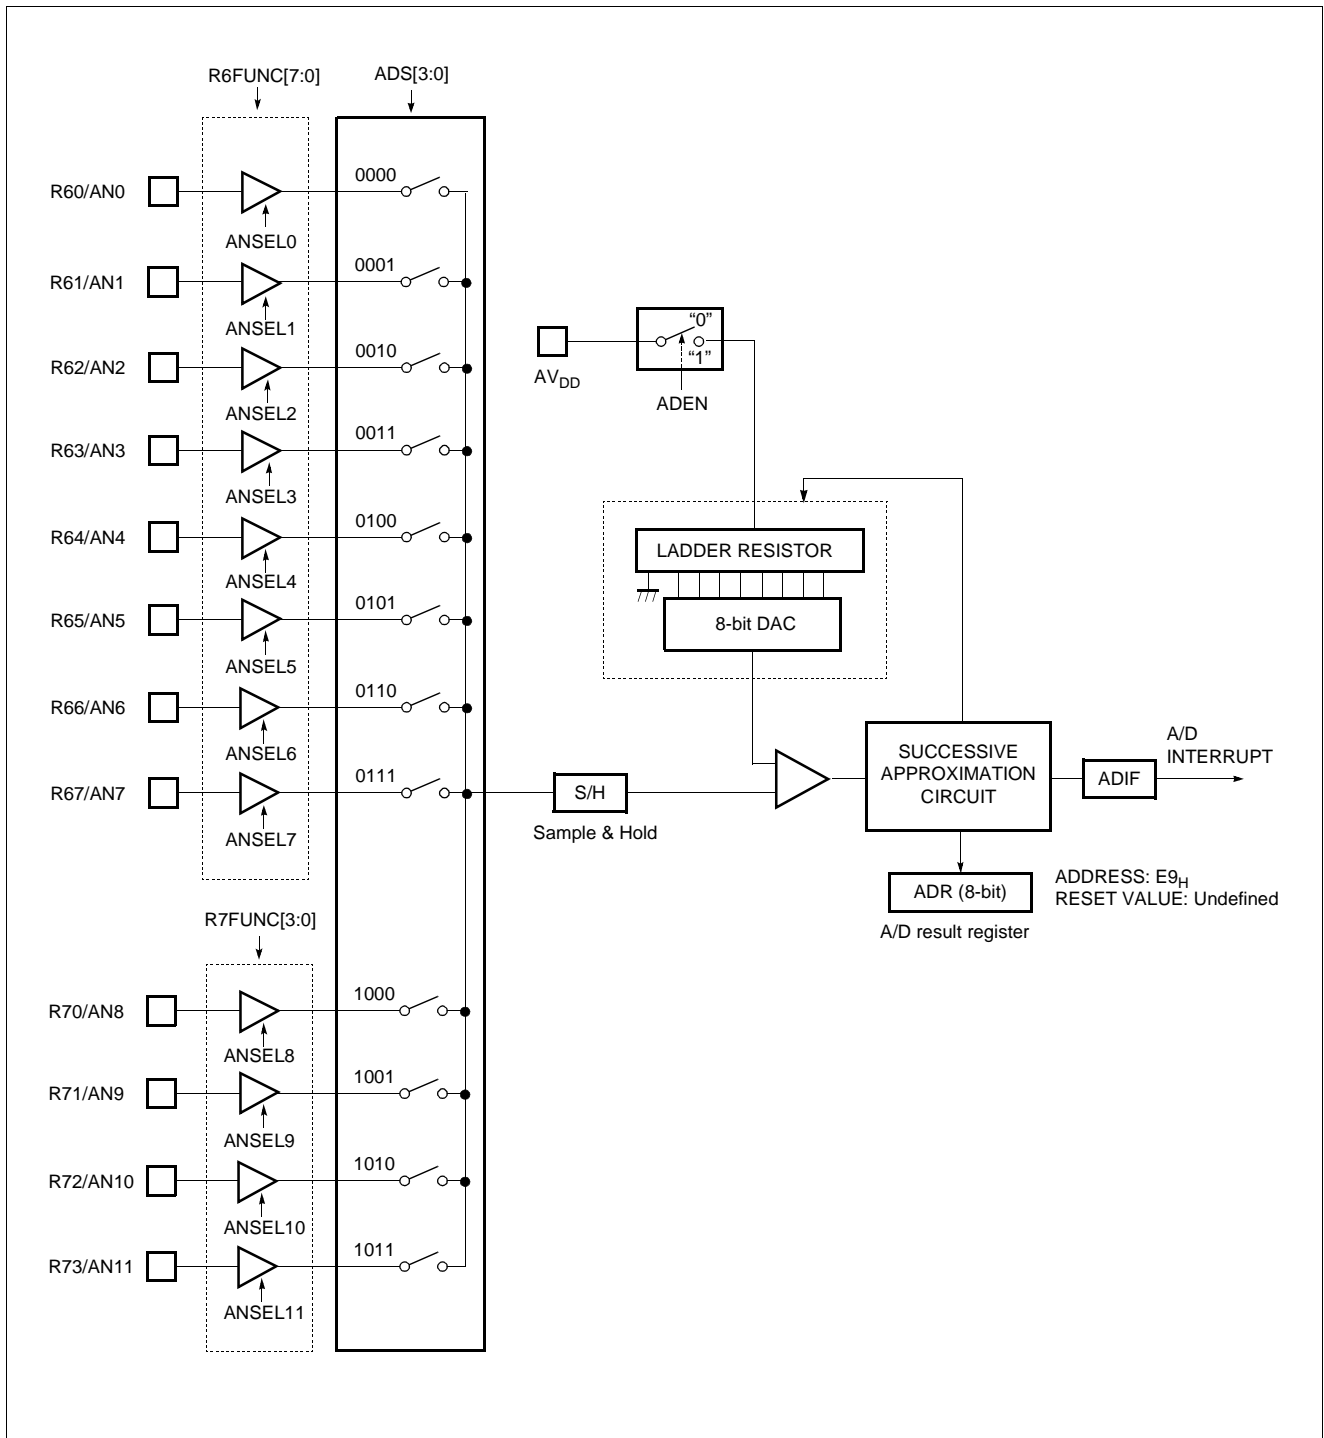 R6FUNC[7:0]
ADS[3:0]
R60/AN0
0000
ANSEL0
R61/AN1
0001
ANSEL1
R62/AN2
0010
ANSEL2
R63/AN3
0011
ANSEL3
R64/AN4
0100
ANSEL4
R65/AN5
0101
ANSEL5
R66/AN6
0110
ANSEL6
R67/AN7
0111
ANSEL7
R7FUNC[3:0]
R70/AN8
1000
ANSEL8
R71/AN9
1001
ANSEL9
R72/AN10
1010
ANSEL10
R73/AN11
1011
ANSEL11
“0”
“1”
AVDD
ADEN
LADDER RESISTOR
8-bit DAC
S/H
Sample & Hold
SUCCESSIVE
APPROXIMATION
CIRCUIT
ADIF
A/D
INTERRUPT
ADR (8-bit)
A/D result register
ADDRESS: E9H
RESET VALUE: Undefined